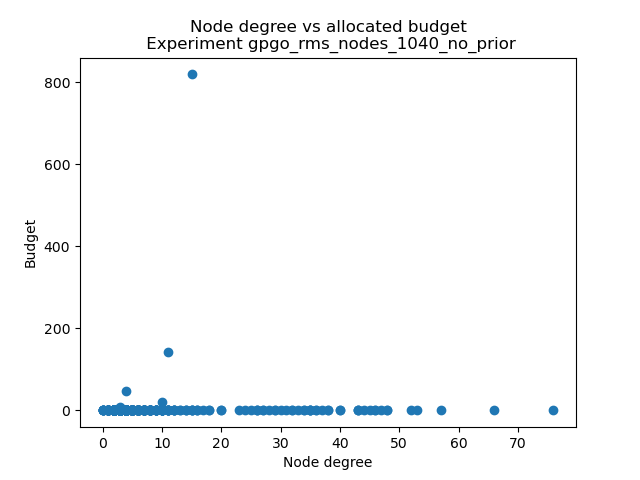 Node degree vs allocated budget
Experiment gpgo_rms_nodes_1040_no_prior
800
600
400
200
0
Budget
0 10 20 30 40 50 60 70
Node degree